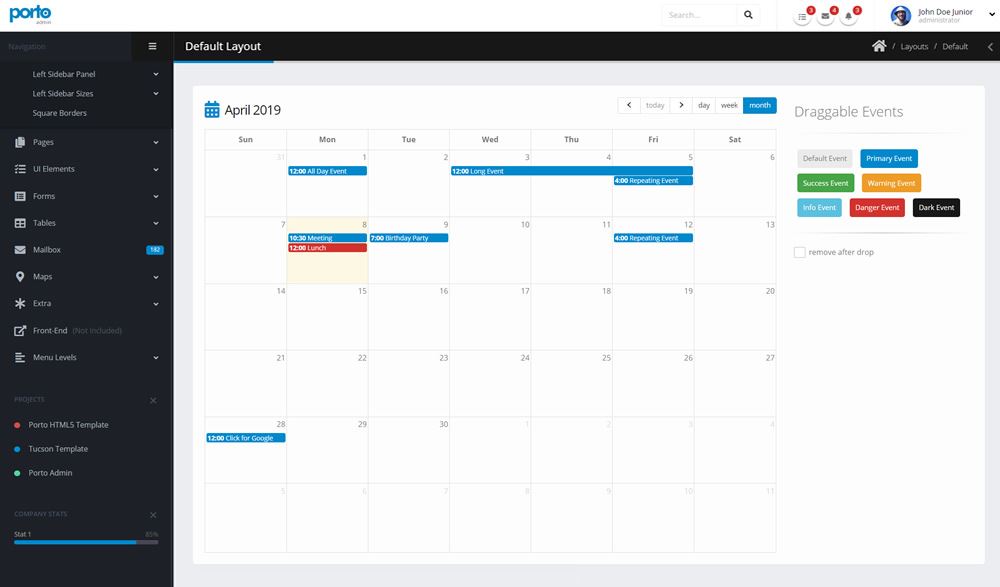 porto
admin
Search...
3
4
3
John Doe Junior
administrator
Navigation
Default Layout
/ Layouts / Default
Left Sidebar Panel
Left Sidebar Sizes
Square Borders
Pages
UI Elements
Forms
Tables
Mailbox 182
Maps
Extra
Front-End (Not Included)
Menu Levels
PROJECTS
Porto HTML5 Template
Tucson Template
Porto Admin
COMPANY STATS
Stat 1 85%
April 2019
today day week month
Sun Mon Tue Wed Thu Fri Sat
31 1 2 3 4 5 6
12:00 All Day Event
12:00 Long Event
4:00 Repeating Event
7 8 9 10 11 12 13
10:30 Meeting
7:00 Birthday Party
4:00 Repeating Event
12:00 Lunch
14 15 16 17 18 19 20
21 22 23 24 25 26 27
28 29 30 1 2 3 4
12:00 Click for Google
5 6 7 8 9 10 11
Draggable Events
Default Event Primary Event
Success Event Warning Event
Info Event Danger Event Dark Event
remove after drop